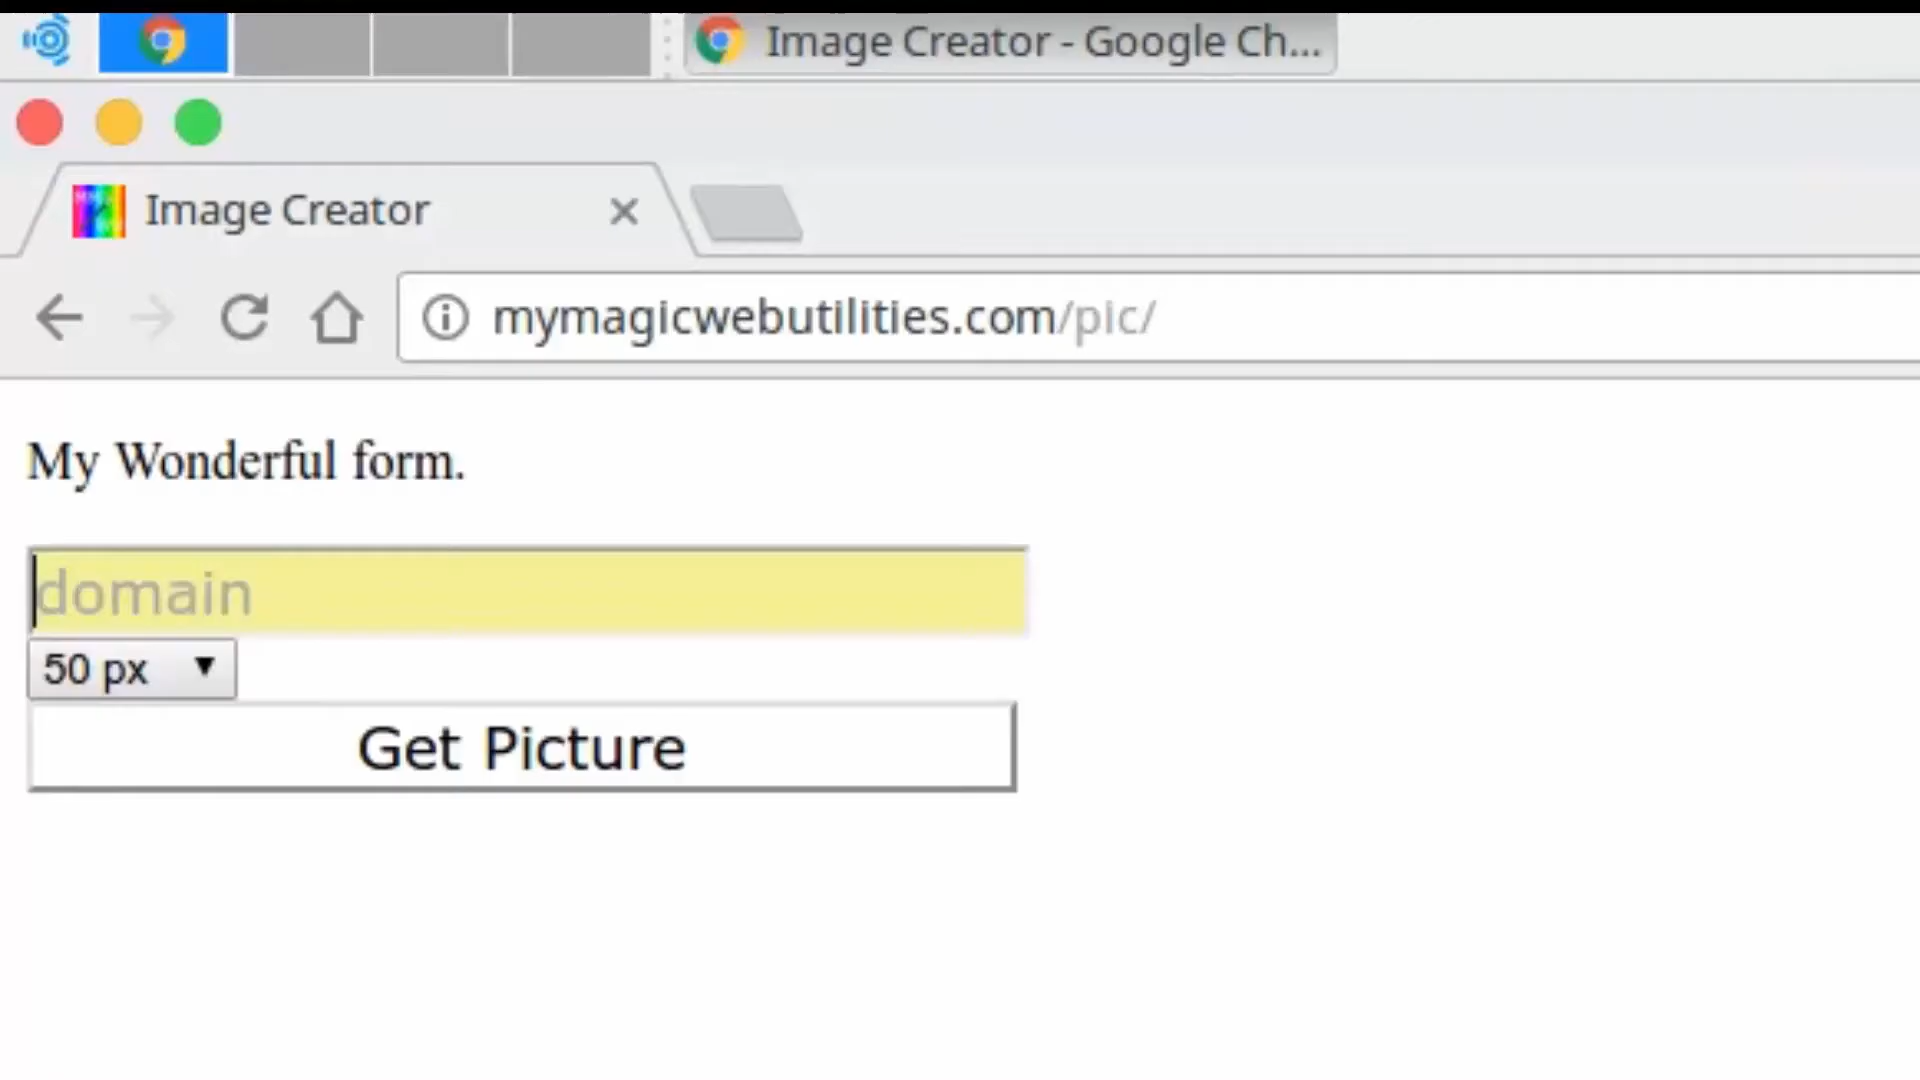 Image Creator - Google Ch...
Image Creator
mymagicwebutilities.com/pic/
My Wonderful form.
domain
50 px
Get Picture